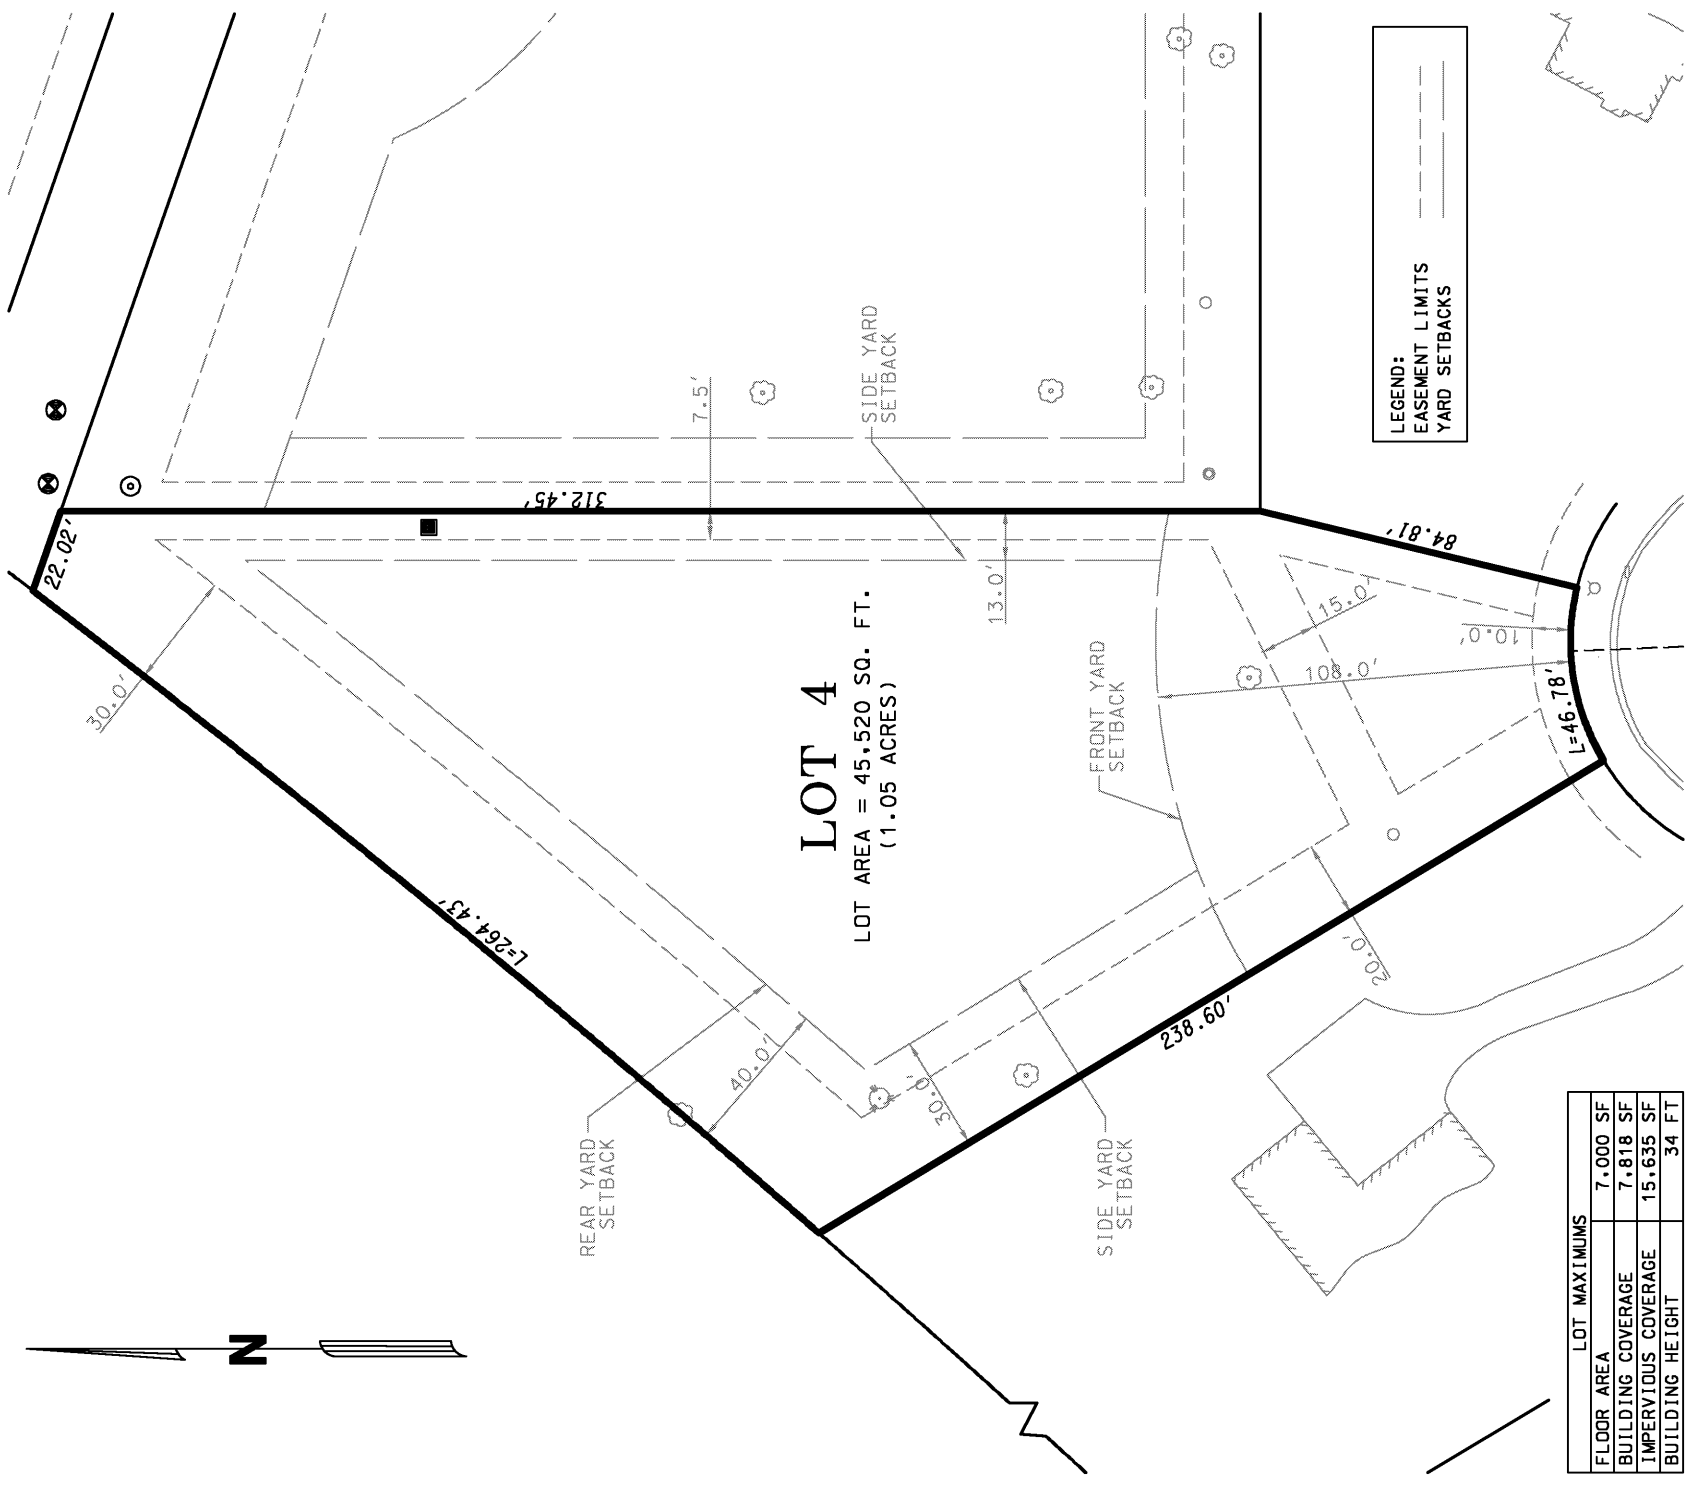 22.02'
30.0'
312.45'
7.5'
SIDE YARD
SETBACK
13.0'
LOT 4
LOT AREA = 45,520 SQ. FT.
(1.05 ACRES)
L=264.43'
REAR YARD
SETBACK
40.0'
30.0'
SIDE YARD
SETBACK
238.60'
20.0'
FRONT YARD
SETBACK
108.0'
15.0'
10.0'
84.81'
L=46.78'
N
LEGEND:
EASEMENT LIMITS
YARD SETBACKS
LOT MAXIMUMS
FLOOR AREA 7,000 SF
BUILDING COVERAGE 7,818 SF
IMPERVIOUS COVERAGE 15,635 SF
BUILDING HEIGHT 34 FT